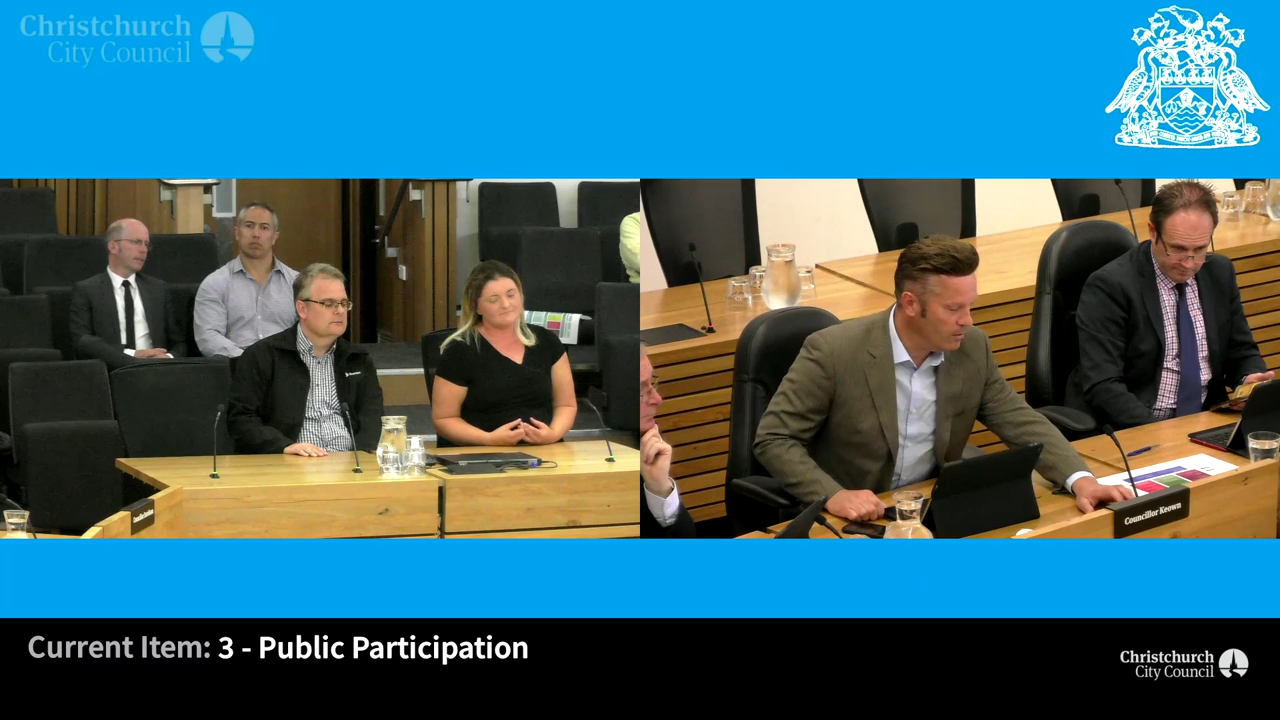 Christchurch
City Council
Councillor Keown
Current Item: 3 - Public Participation
Christchurch
City Council